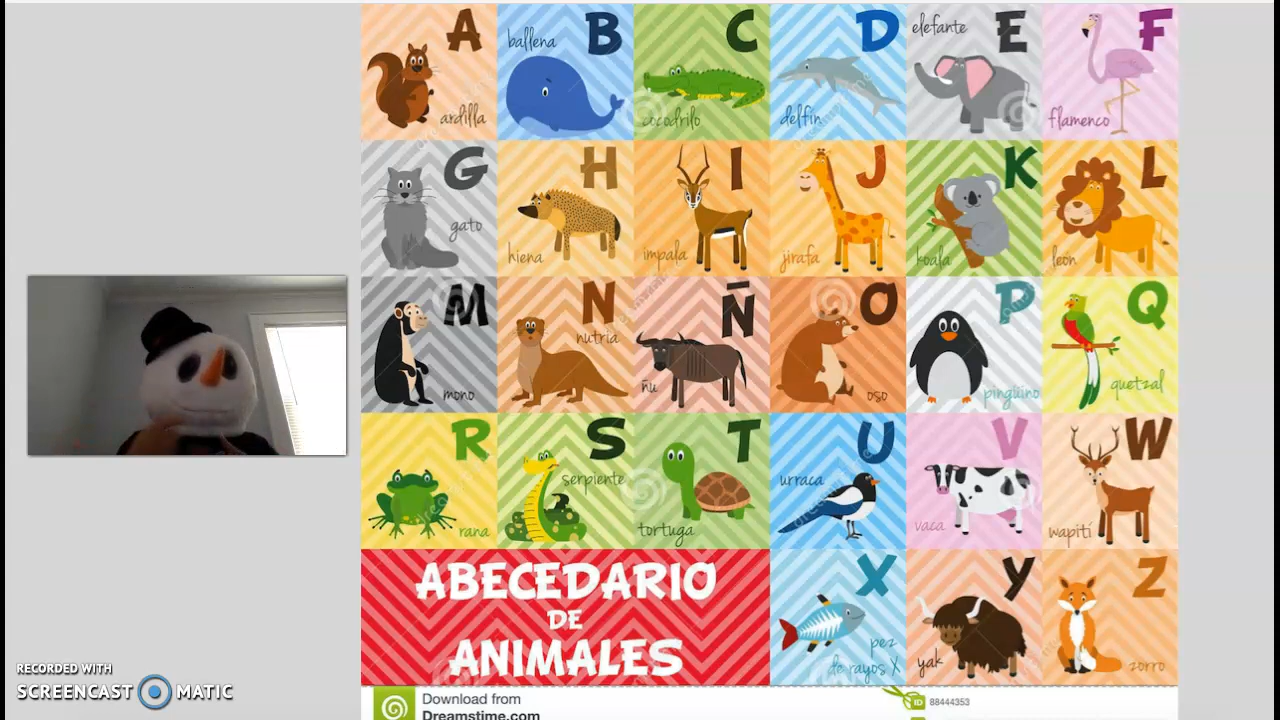 A
ardilla
ballena
B
C
cocodrilo
D
delfín
elefante
E
F
flamenco
G
gato
H
hiena
I
impala
J
jirafa
K
koala
L
león
M
mono
N
nutria
Ñ
ñu
O
oso
P
pingüino
Q
quetzal
R
rana
S
serpiente
T
tortuga
U
urraca
V
vaca
W
wapití
ABECEDARIO
DE
ANIMALES
X
pez
de rayos X
Y
yak
Z
zorro
RECORDED WITH
SCREENCAST MATIC
Download from
Dreamstime.com
ID 88444353